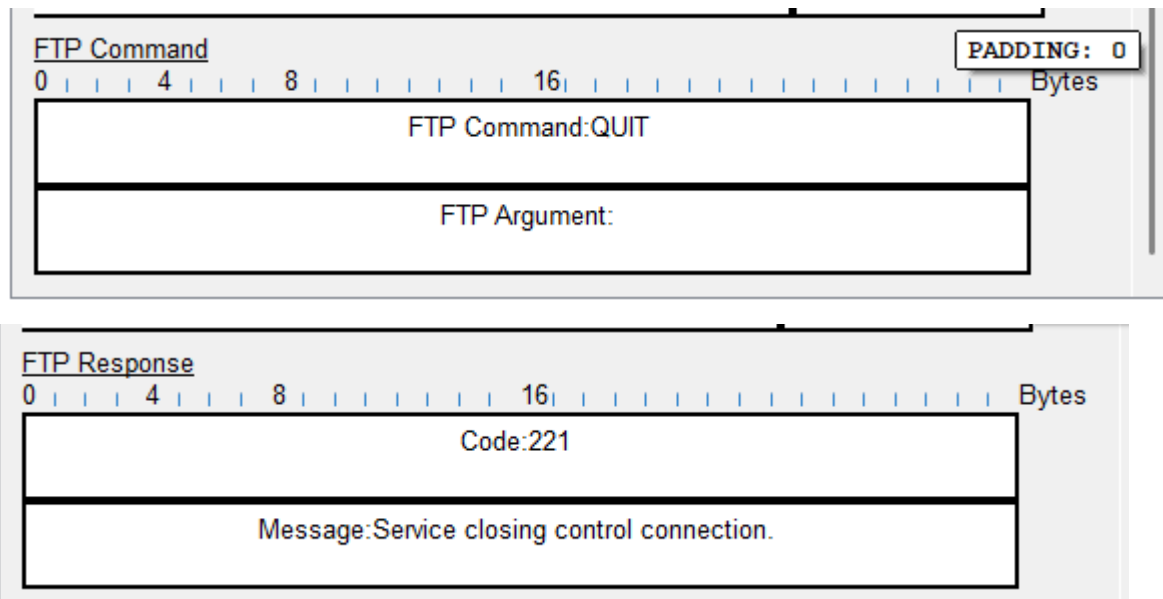 FTP Command
PADDING: 0
0 4 8 16 Bytes
FTP Command:QUIT
FTP Argument:
FTP Response
0 4 8 16 Bytes
Code:221
Message:Service closing control connection.